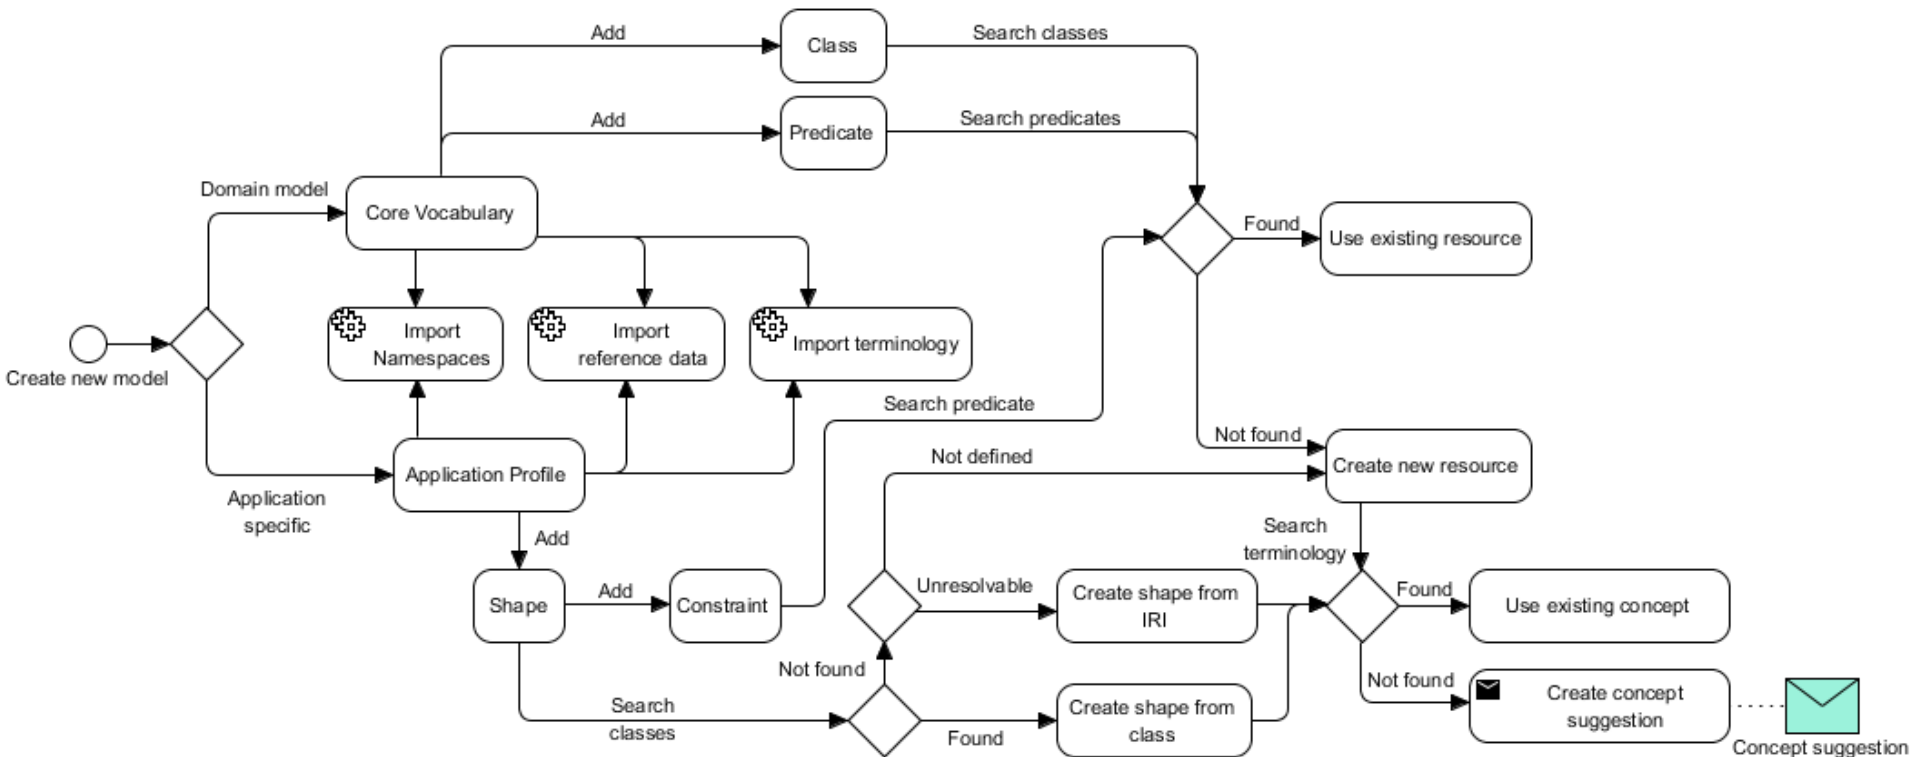 Add
Class
Search classes
Add
Predicate
Search predicates
Domain model
Core Vocabulary
Found
Use existing resource
Import
Namespaces
Import
reference data
Import terminology
Create new model
Search predicate
Not found
Create new resource
Not defined
Application Profile
Application
specific
Add
Search
terminology
Shape
Add
Constraint
Unresolvable
Create shape from
IRI
Found
Use existing concept
Not found
Search
classes
Found
Create shape from
class
Not found
Create concept
suggestion
Concept suggestion